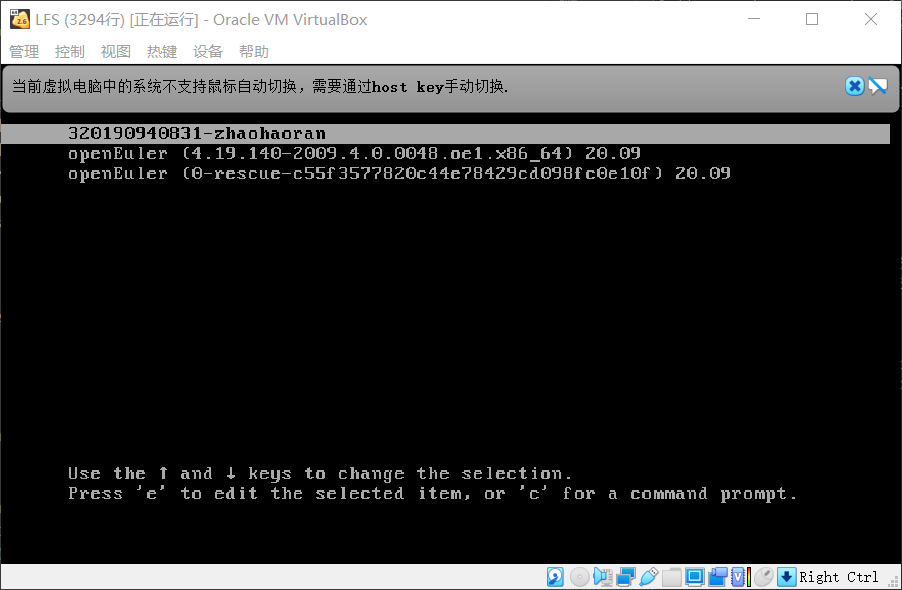 LFS (3294行) [正在运行] - Oracle VM VirtualBox
管理 控制 视图 热键 设备 帮助
当前虚拟电脑中的系统不支持鼠标自动切换，需要通过host key手动切换.
320190940831-zhaohaoran
openEuler (4.19.140-2009.4.0.0048.oe1.x86_64) 20.09
openEuler (0-rescue-c55f3577820c44e78429cd098fc0e10f) 20.09
Use the ↑ and ↓ keys to change the selection.
Press 'e' to edit the selected item, or 'c' for a command prompt.
Right Ctrl